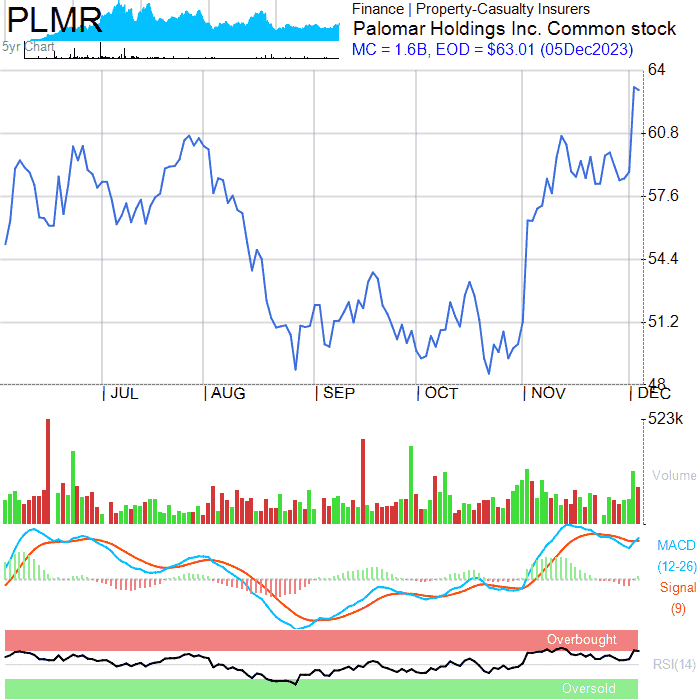 PLMR
5yr Chart
Finance | Property-Casualty Insurers
Palomar Holdings Inc. Common stock
MC = 1.6B, EOD = $63.01 (05Dec2023)
64
60.8
57.6
54.4
51.2
48
JUL AUG SEP OCT NOV DEC
523k
Volume
MACD
(12-26)
Signal
(9)
Overbought
RSI(14)
Oversold